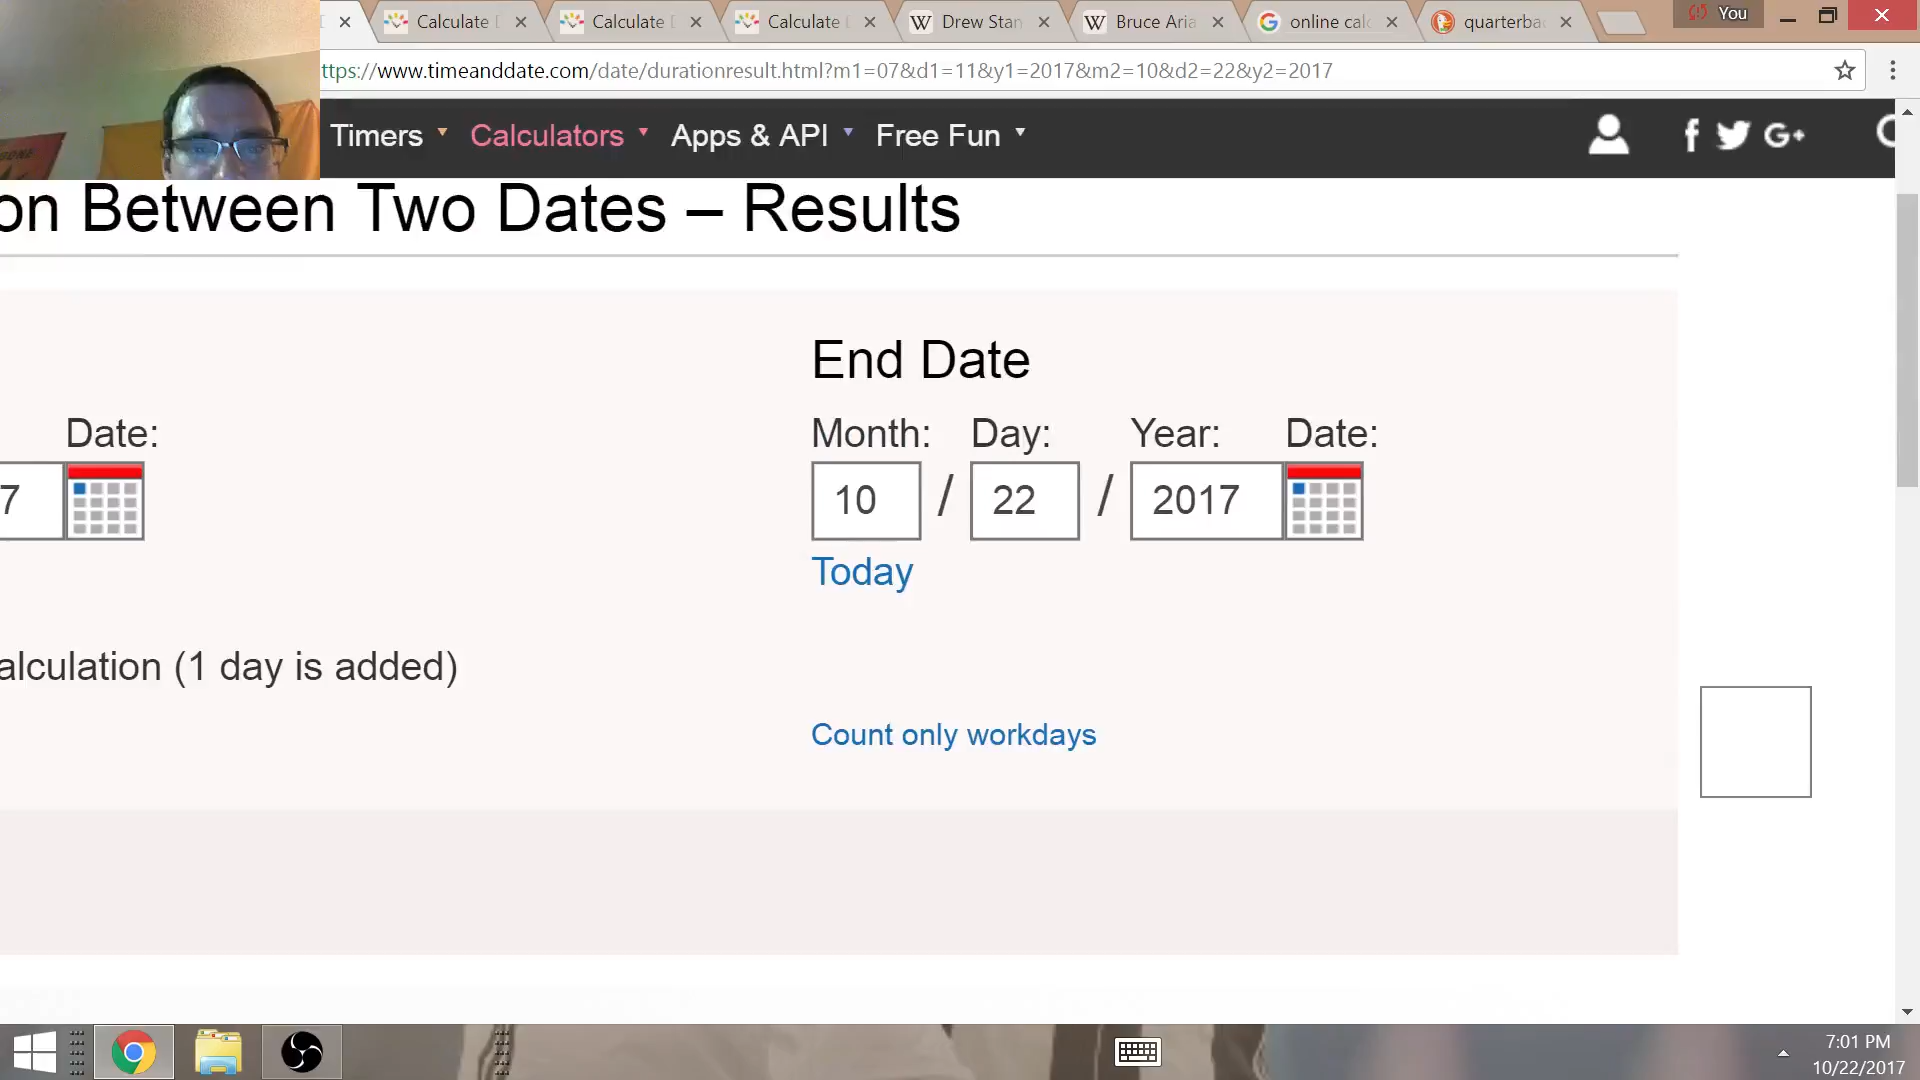 Calculate
Calculate
Calculate
Drew Stan
Bruce Aria
online calc
quarterba
You
ttps://www.timeanddate.com/date/durationresult.html?m1=07&d1=11&y1=2017&m2=10&d2=22&y2=2017
Timers Calculators Apps & API Free Fun
on Between Two Dates – Results
End Date
Date:
Month: Day: Year: Date:
7
10 / 22 / 2017
Today
alculation (1 day is added)
Count only workdays
7:01 PM
10/22/2017